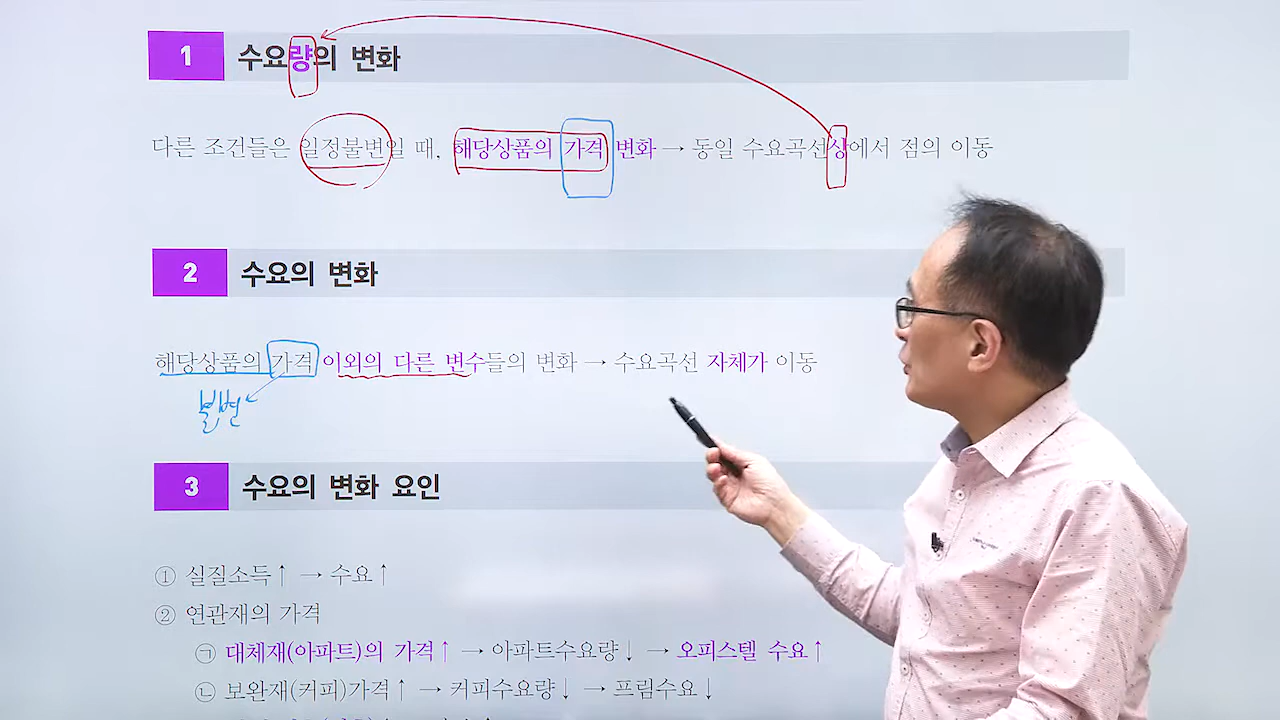 1 수요량의 변화
다른 조건들은 일정불변일 때, 해당상품의 가격 변화 → 동일 수요곡선상에서 점의 이동
2 수요의 변화
해당상품의 가격 이외의 다른 변수들의 변화 → 수요곡선 자체가 이동
불변
3 수요의 변화 요인
① 실질소득↑ → 수요↑
② 연관재의 가격
㉠ 대체재(아파트)의 가격↑ → 아파트수요량↓ → 오피스텔 수요↑
㉡ 보완재(커피)가격↑ → 커피수요량↓ → 프림수요↓